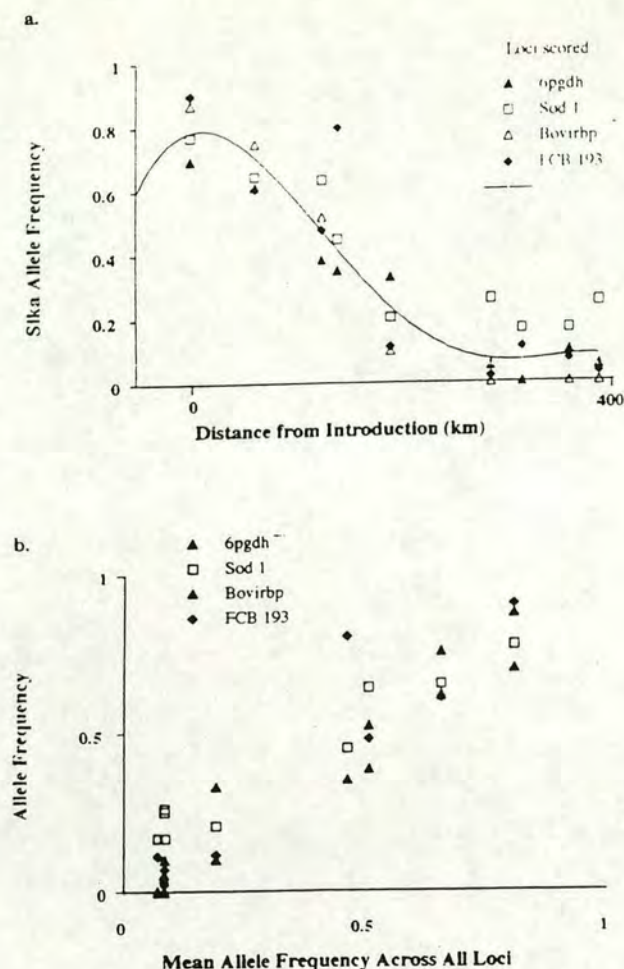 a.
Loci scored
6pgdh
Sod 1
Bovirbp
FCB 193
1
0.8
0.6
0.4
0.2
0
Sika Allele Frequency
0
400
Distance from Introduction (km)
b.
6pgdh
Sod 1
Bovirbp
FCB 193
1
0.5
0
Allele Frequency
0
0.5
1
Mean Allele Frequency Across All Loci